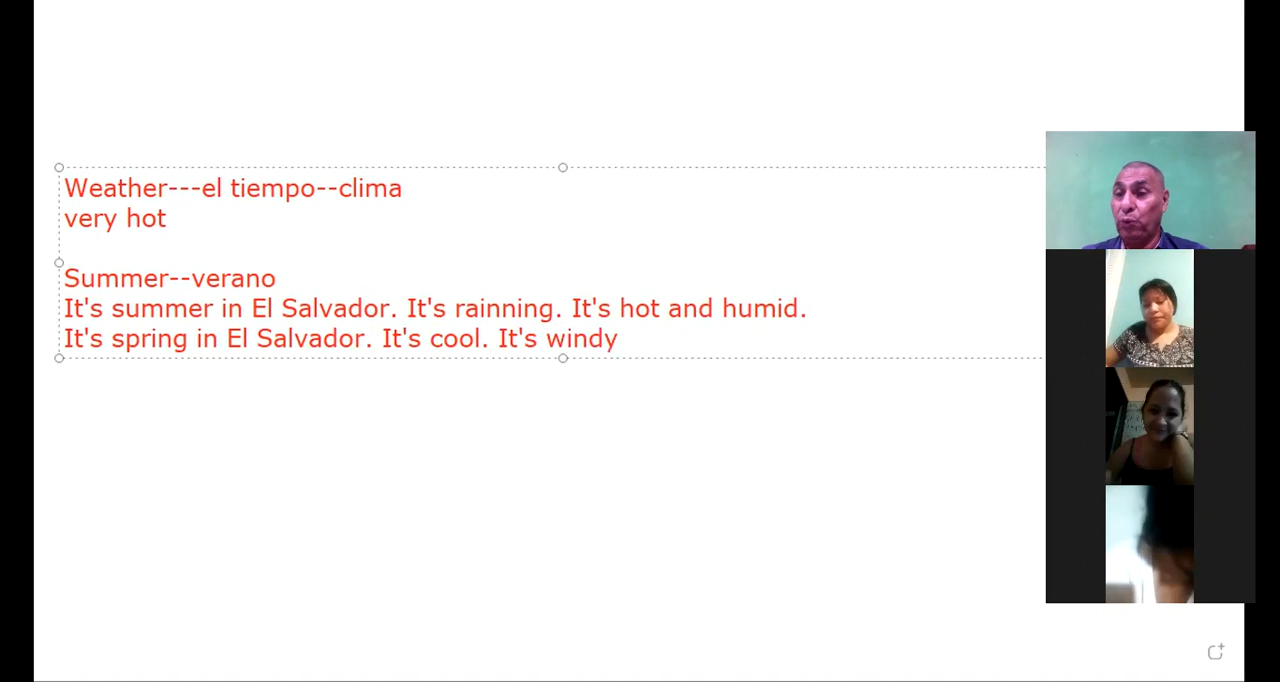 Weather---el tiempo--clima
very hot
Summer--verano
It's summer in El Salvador. It's rainning. It's hot and humid.
It's spring in El Salvador. It's cool. It's windy